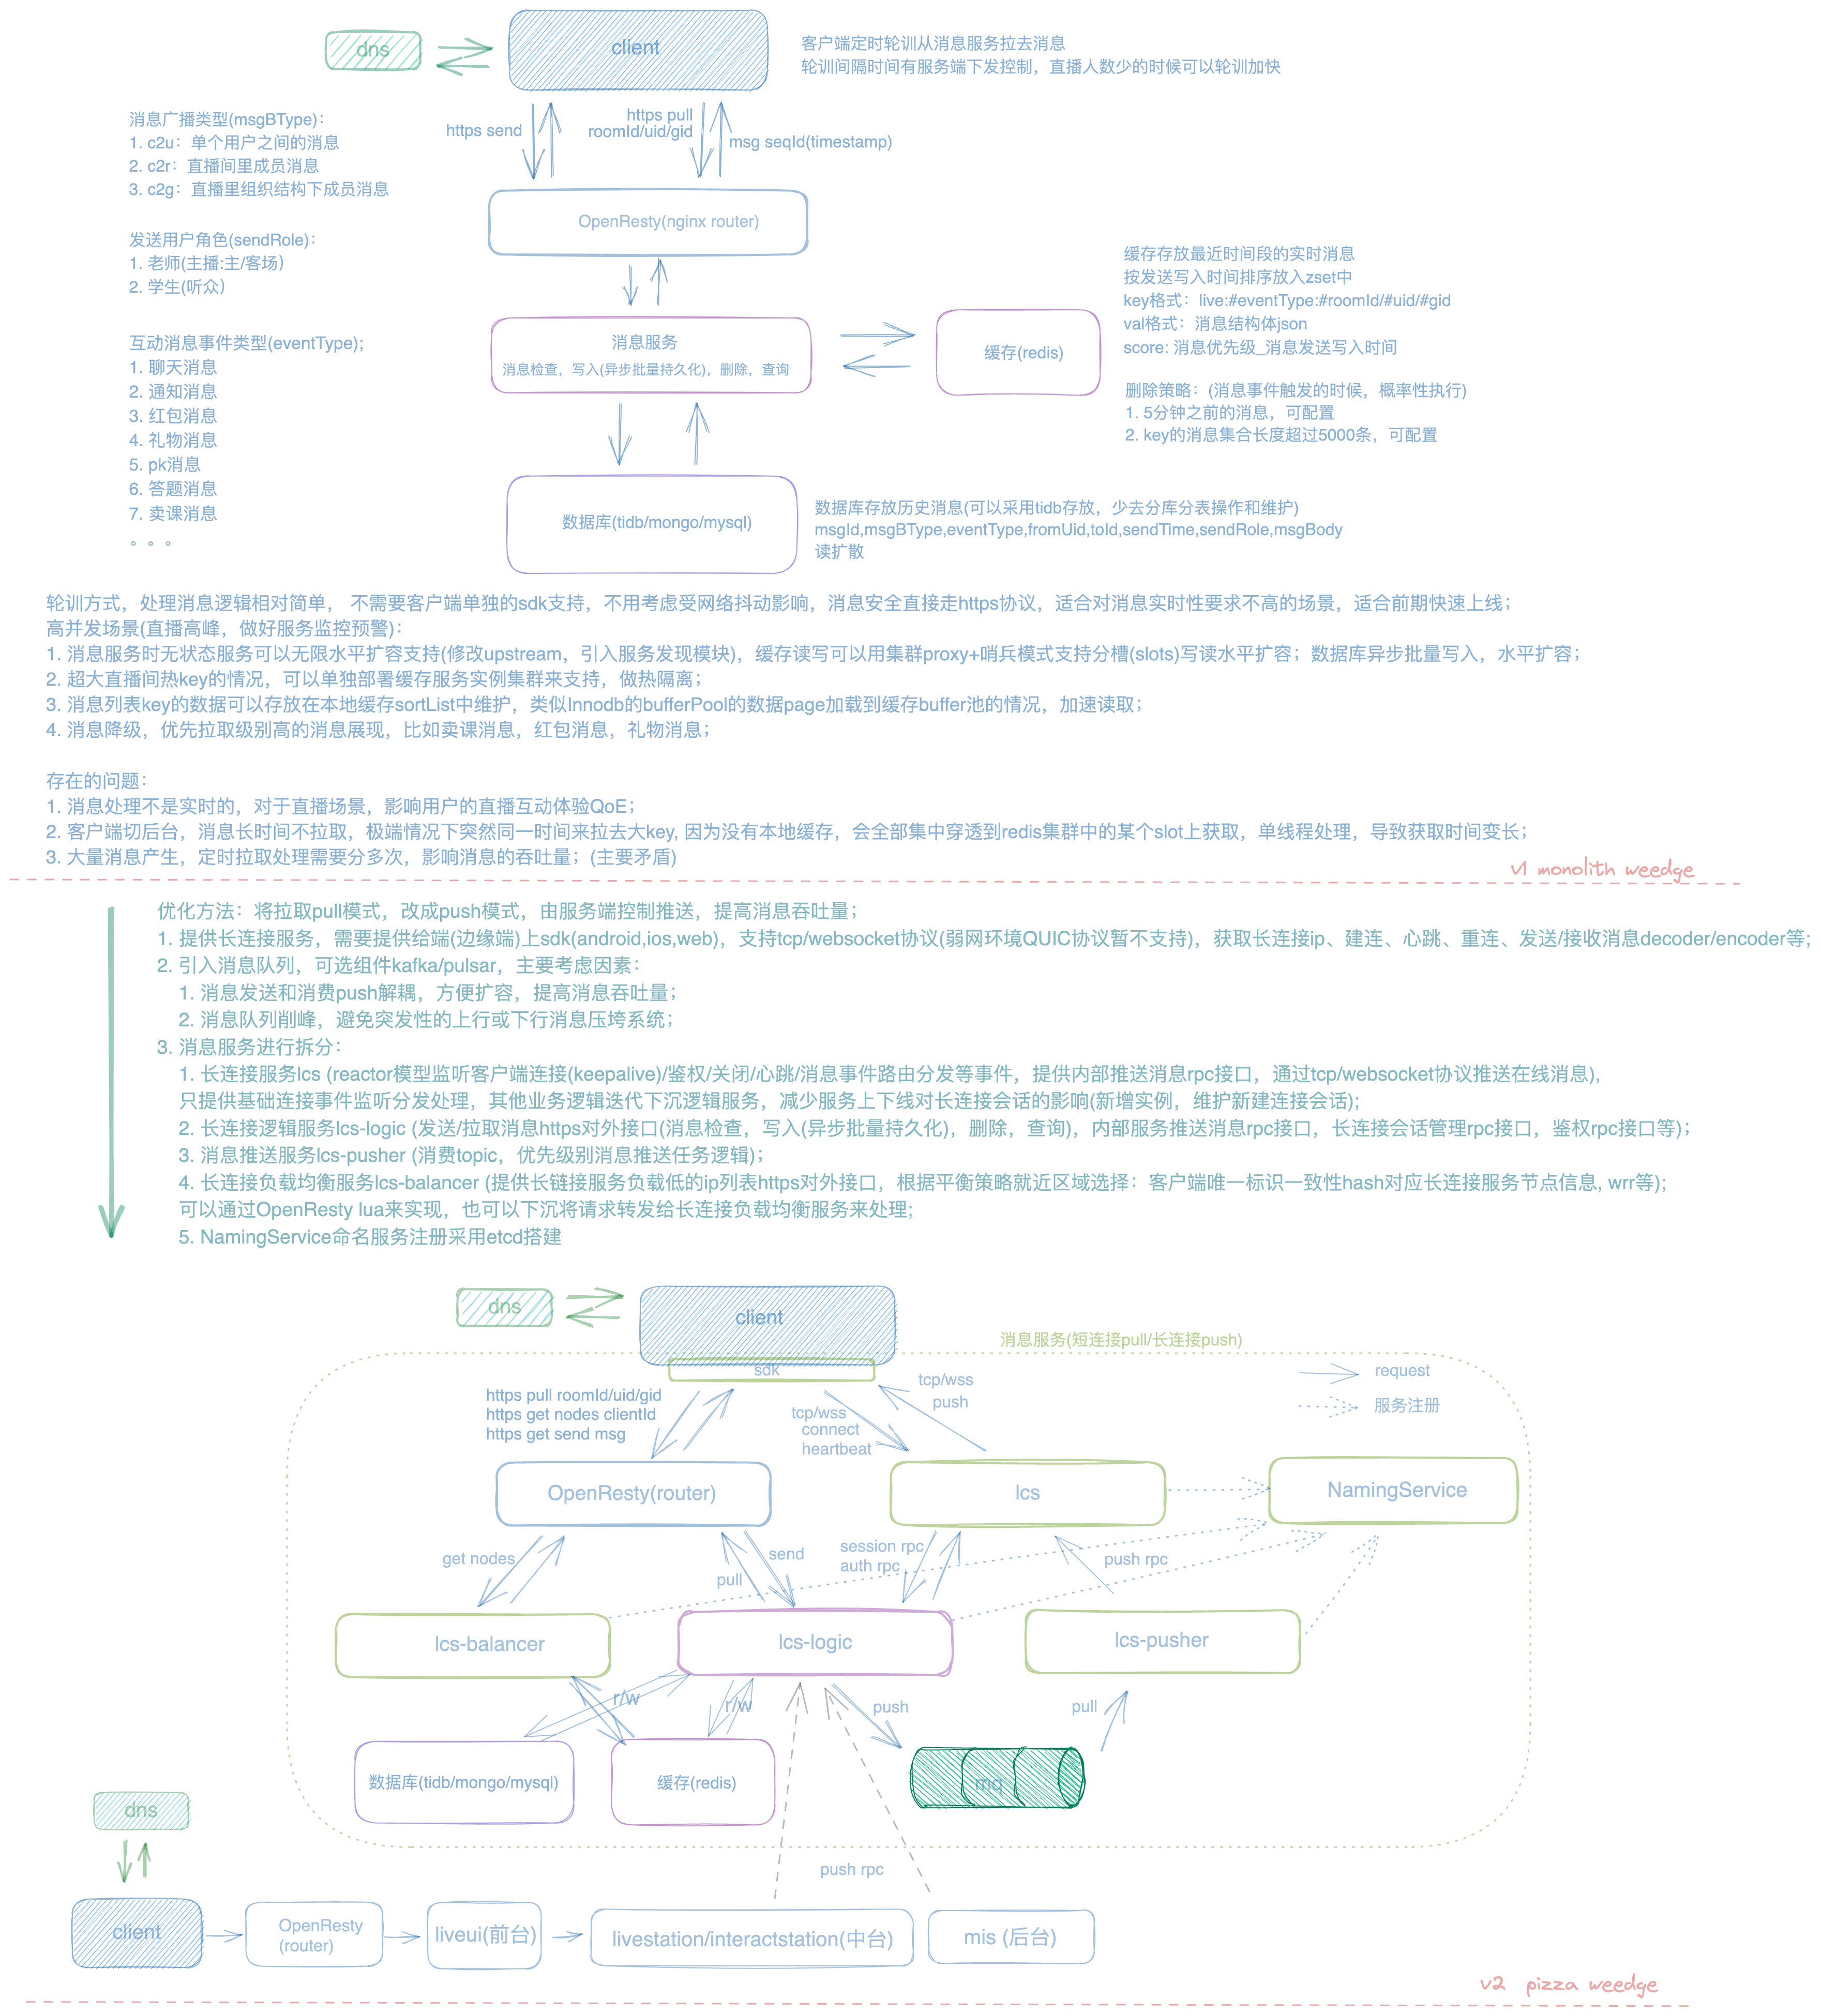 dns
client
客户端定时轮训从消息服务拉去消息
轮训间隔时间有服务端下发控制，直播人数少的时候可以轮训加快
消息广播类型(msgBType)：
1. c2u：单个用户之间的消息
2. c2r：直播间里成员消息
3. c2g：直播里组织结构下成员消息
https send
https pull
roomId/uid/gid
msg seqId(timestamp)
发送用户角色(sendRole)：
1. 老师(主播:主/客场）
2. 学生(听众）
OpenResty(nginx router)
缓存存放最近时间段的实时消息
按发送写入时间排序放入zset中
key格式：live:#eventType:#roomId/#uid/#gid
val格式：消息结构体json
score: 消息优先级_消息发送写入时间
互动消息事件类型(eventType);
1. 聊天消息
2. 通知消息
3. 红包消息
4. 礼物消息
5. pk消息
6. 答题消息
7. 卖课消息
。。。
消息服务
消息检查，写入(异步批量持久化)，删除，查询
缓存(redis)
删除策略：(消息事件触发的时候，概率性执行)
1. 5分钟之前的消息，可配置
2. key的消息集合长度超过5000条，可配置
数据库(tidb/mongo/mysql)
数据库存放历史消息(可以采用tidb存放，少去分库分表操作和维护)
msgId,msgBType,eventType,fromUid,toId,sendTime,sendRole,msgBody
读扩散
轮训方式，处理消息逻辑相对简单， 不需要客户端单独的sdk支持，不用考虑受网络抖动影响，消息安全直接走https协议，适合对消息实时性要求不高的场景，适合前期快速上线；
高并发场景(直播高峰，做好服务监控预警)：
1. 消息服务时无状态服务可以无限水平扩容支持(修改upstream，引入服务发现模块)，缓存读写可以用集群proxy+哨兵模式支持分槽(slots)写读水平扩容；数据库异步批量写入，水平扩容；
2. 超大直播间热key的情况，可以单独部署缓存服务实例集群来支持，做热隔离；
3. 消息列表key的数据可以存放在本地缓存sortList中维护，类似Innodb的bufferPool的数据page加载到缓存buffer池的情况，加速读取；
4. 消息降级，优先拉取级别高的消息展现，比如卖课消息，红包消息，礼物消息；
存在的问题：
1. 消息处理不是实时的，对于直播场景，影响用户的直播互动体验QoE；
2. 客户端切后台，消息长时间不拉取，极端情况下突然同一时间来拉去大key, 因为没有本地缓存，会全部集中穿透到redis集群中的某个slot上获取，单线程处理，导致获取时间变长；
3. 大量消息产生，定时拉取处理需要分多次，影响消息的吞吐量；(主要矛盾)
v1 monolith weedge
优化方法：将拉取pull模式，改成push模式，由服务端控制推送，提高消息吞吐量；
1. 提供长连接服务，需要提供给端(边缘端)上sdk(android,ios,web)，支持tcp/websocket协议(弱网环境QUIC协议暂不支持)，获取长连接ip、建连、心跳、重连、发送/接收消息decoder/encoder等;
2. 引入消息队列，可选组件kafka/pulsar，主要考虑因素：
1. 消息发送和消费push解耦，方便扩容，提高消息吞吐量；
2. 消息队列削峰，避免突发性的上行或下行消息压垮系统；
3. 消息服务进行拆分：
1. 长连接服务lcs (reactor模型监听客户端连接(keepalive)/鉴权/关闭/心跳/消息事件路由分发等事件，提供内部推送消息rpc接口，通过tcp/websocket协议推送在线消息)，
只提供基础连接事件监听分发处理，其他业务逻辑迭代下沉逻辑服务，减少服务上下线对长连接会话的影响(新增实例，维护新建连接会话);
2. 长连接逻辑服务lcs-logic (发送/拉取消息https对外接口(消息检查，写入(异步批量持久化)，删除，查询)，内部服务推送消息rpc接口，长连接会话管理rpc接口，鉴权rpc接口等)；
3. 消息推送服务lcs-pusher (消费topic，优先级别消息推送任务逻辑)；
4. 长连接负载均衡服务lcs-balancer (提供长链接服务负载低的ip列表https对外接口，根据平衡策略就近区域选择：客户端唯一标识一致性hash对应长连接服务节点信息, wrr等);
可以通过OpenResty lua来实现，也可以下沉将请求转发给长连接负载均衡服务来处理;
5. NamingService命名服务注册采用etcd搭建
dns
client
sdk
消息服务(短连接pull/长连接push)
request
服务注册
https pull roomId/uid/gid
https get nodes clientId
https get send msg
tcp/wss
connect
heartbeat
tcp/wss
push
OpenResty(router)
lcs
NamingService
get nodes
pull
send
session rpc
auth rpc
push rpc
lcs-balancer
lcs-logic
lcs-pusher
r/w
r/w
push
pull
数据库(tidb/mongo/mysql)
缓存(redis)
mq
push rpc
dns
client
OpenResty
(router)
liveui(前台)
livestation/interactstation(中台)
mis (后台)
v2 pizza weedge